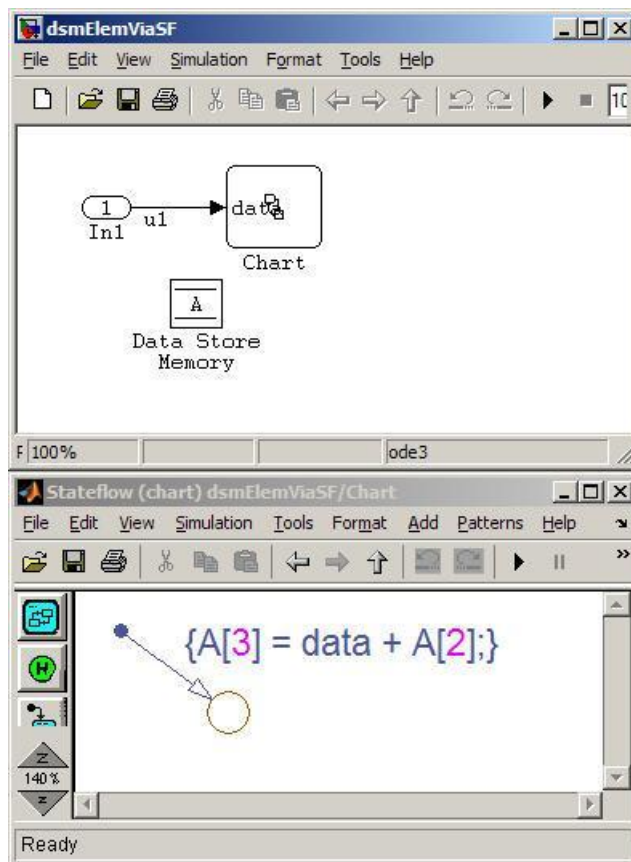 dsmElemViaSF
File Edit View Simulation Format Tools Help
10
1
In1
u1
data
Chart
A
Data Store
Memory
F 100%
ode3
Stateflow (chart) dsmElemViaSF/Chart
File Edit View Simulation Tools Format Add Patterns Help
H
{A[3] = data + A[2];}
Z
140%
z
Ready